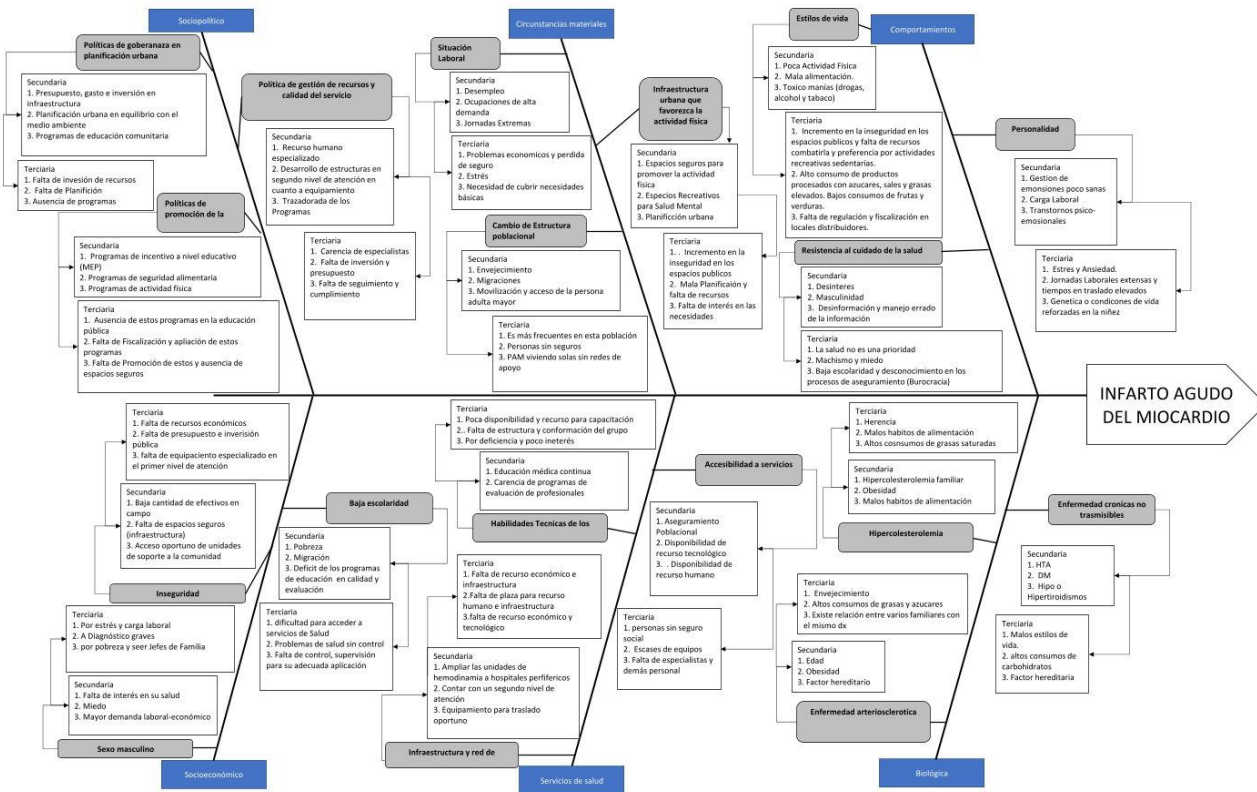 Sociopolítico
Políticas de goberanaza en
planificación urbana
Secundaria
1. Presupuesto, gasto e inversión en
infraestructura
2. Planificación urbana en equilibrio con el
medio ambiente
3. Programas de educación comunitaria
Terciaria
1. Falta de invesión de recursos
2. Falta de Planifición
3. Ausencia de programas
Políticas de
promoción de la
Secundaria
1. Programas de incentivo a nivel educativo
(MEP)
2. Programas de seguridad alimentaria
3. Programas de actividad física
Terciaria
1. Ausencia de estos programas en la educación
pública
2. Falta de Fiscalización y apliación de estos
programas
3. Falta de Promoción de estos y ausencia de
espacios seguros
Política de gestión de recursos y
calidad del servicio
Secundaria
1. Recurso humano
especializado
2. Desarrollo de estructuras en
segundo nivel de atención en
cuanto a equipamiento
3. Trazadorada de los
Programas
Terciaria
1. Carencia de especialistas
2. Falta de inversión y
presupuesto
3. Falta de seguimiento y
cumplimiento
Circunstancias materiales
Situación
Laboral
Secundaria
1. Desempleo
2. Ocupaciones de alta
demanda
3. Jornadas Extremas
Terciaria
1. Problemas economicos y perdida
de seguro
2. Estrés
3. Necesidad de cubrir necesidades
básicas
Cambio de Estructura
poblacional
Secundaria
1. Envejecimiento
2. Migraciones
3. Movilización y acceso de la persona
adulta mayor
Terciaria
1. Es más frecuentes en esta población
2. Personas sin seguros
3. PAM viviendo solas sin redes de
apoyo
Infraestructura
urbana que
favorezca la
actividad física
Secundaria
1. Espacios seguros para
promover la actividad
física
2. Especios Recreativos
para Salud Mental
3. Planificción urbana
Terciaria
1. . Incremento en la
inseguridad en los
espacios publicos
2. Mala Planificaión y
falta de recursos
3. Falta de interés en las
necesidades
Comportamientos
Estilos de vida
Secundaria
1. Poca Actividad Física
2. Mala alimentación.
3. Toxico manías (drogas,
alcohol y tabaco)
Terciaria
1. Incremento en la inseguridad en los
espacios publicos y falta de recursos
combatirla y preferencia por actividades
recreativas sedentarias.
2. Alto consumo de productos
procesados con azucares, sales y grasas
elevados. Bajos consumos de frutas y
verduras.
3. Falta de regulación y fiscalización en
locales distribuidores.
Resistencia al cuidado de la salud
Secundaria
1. Desinteres
2. Masculinidad
3. Desinformación y manejo errado
de la información
Terciaria
1. La salud no es una prioridad
2. Machismo y miedo
3. Baja escolaridad y desconocimiento en los
procesos de aseguramiento (Burocracia)
Personalidad
Secundaria
1. Gestion de
emonsiones poco sanas
2. Carga Laboral
3. Transtornos psico-
emosionales
Terciaria
1. Estres y Ansiedad.
2. Jornadas Laborales extensas y
tiempos en traslado elevados
3. Genetica o condicones de vida
reforzadas en la niñez
INFARTO AGUDO
DEL MIOCARDIO
Terciaria
1. Falta de recursos económicos
2. Falta de presupuesto e inverisión
pública
3. falta de equipaciento especializado en
el primer nivel de atención
Secundaria
1. Baja cantidad de efectivos en
campo
2. Falta de espacios seguros
(infraestructura)
3. Acceso oportuno de unidades
de soporte a la comunidad
Inseguridad
Terciaria
1. Por estrés y carga laboral
2. A Diagnóstico graves
3. por pobreza y seer Jefes de Familia
Secundaria
1. Falta de interés en su salud
2. Miedo
3. Mayor demanda laboral-económico
Sexo masculino
Socioeconómico
Baja escolaridad
Secundaria
1. Pobreza
2. Migración
3. Deficit de los programas
de educación en calidad y
evaluación
Terciaria
1. dificultad para acceder a
servicios de Salud
2. Problemas de salud sin control
3. Falta de control, supervisión
para su adecuada aplicación
Terciaria
1. Poca disponibilidad y recurso para capacitación
2.. Falta de estructura y conformación del grupo
3. Por deficiencia y poco ineterés
Secundaria
1. Educación médica continua
2. Carencia de programas de
evaluación de profesionales
Habilidades Tecnicas de los
Terciaria
1. Falta de recurso económico e
infraestructura
2.Falta de plaza para recurso
humano e infraestructura
3.falta de recurso económico y
tecnológico
Secundaria
1. Ampliar las unidades de
hemodinamia a hospitales perfifericos
2. Contar con un segundo nivel de
atención
3. Equipamiento para traslado
oportuno
Infraestructura y red de
Servicios de salud
Accesibilidad a servicios
Secundaria
1. Aseguramiento
Poblacional
2. Disponibilidad de
recurso tecnológico
3. . Disponibilidad de
recurso humano
Terciaria
1. personas sin seguro
social
2. Escases de equipos
3. Falta de especialistas y
demás personal
Terciaria
1. Herencia
2. Malos habitos de alimentación
3. Altos cosnsumos de grasas saturadas
Secundaria
1. Hipercolesterolemia familiar
2. Obesidad
3. Malos habitos de alimentación
Hipercolesterolemia
Terciaria
1. Envejecimiento
2. Altos consumos de grasas y azucares
3. Existe relación entre varios familiares con
el mismo dx
Secundaria
1. Edad
2. Obesidad
3. Factor hereditario
Enfermedad arteriosclerotica
Biológica
Enfermedad cronicas no
trasmisibles
Secundaria
1. HTA
2. DM
3. Hipo o
Hipertiroidismos
Terciaria
1. Malos estilos de
vida.
2. altos consumos de
carbohidratos
3. Factor hereditaria